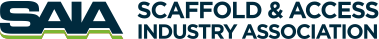 SAIA
SCAFFOLD & ACCESS
INDUSTRY ASSOCIATION